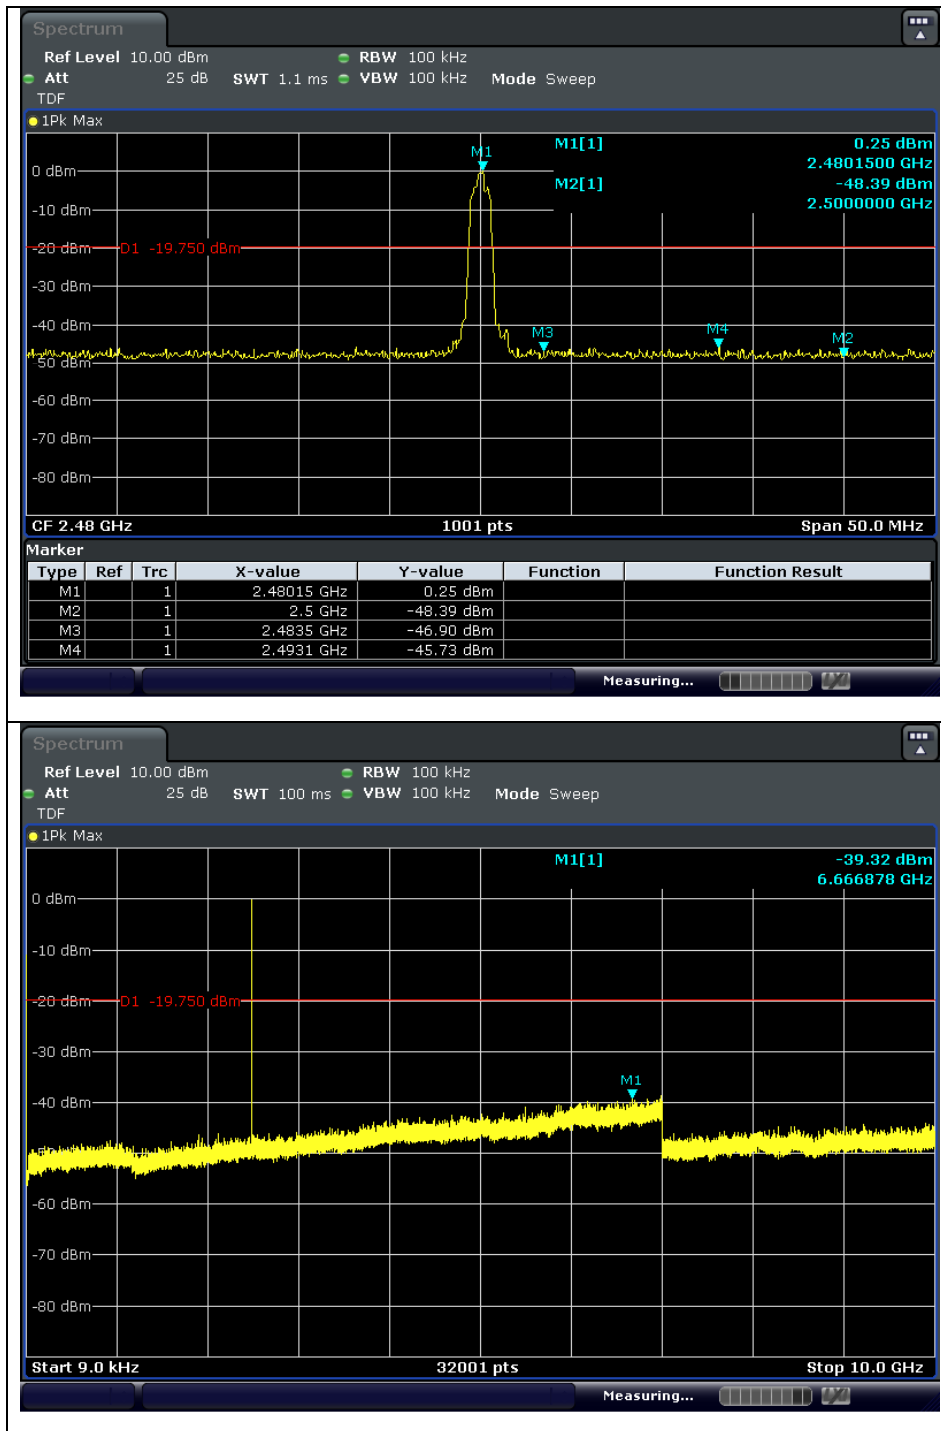 Spectrum
Ref Level 10.00 dBm RBW 100 kHz
Att 25 dB SWT 1.1 ms VBW 100 kHz Mode Sweep
TDF
1Pk Max
M1[1] 0.25 dBm
2.4801500 GHz
M2[1] -48.39 dBm
2.5000000 GHz
M1
0 dBm
-10 dBm
-20 dBm D1 -19.750 dBm
-30 dBm
-40 dBm
M3 M4 M2
-50 dBm
-60 dBm
-70 dBm
-80 dBm
CF 2.48 GHz 1001 pts Span 50.0 MHz
Marker
Type Ref Trc X-value Y-value Function Function Result
M1 1 2.48015 GHz 0.25 dBm
M2 1 2.5 GHz -48.39 dBm
M3 1 2.4835 GHz -46.90 dBm
M4 1 2.4931 GHz -45.73 dBm
Measuring...
Spectrum
Ref Level 10.00 dBm RBW 100 kHz
Att 25 dB SWT 100 ms VBW 100 kHz Mode Sweep
TDF
1Pk Max
M1[1] -39.32 dBm
6.666878 GHz
0 dBm
-10 dBm
-20 dBm D1 -19.750 dBm
-30 dBm
M1
-40 dBm
-60 dBm
-70 dBm
-80 dBm
Start 9.0 kHz 32001 pts Stop 10.0 GHz
Measuring...